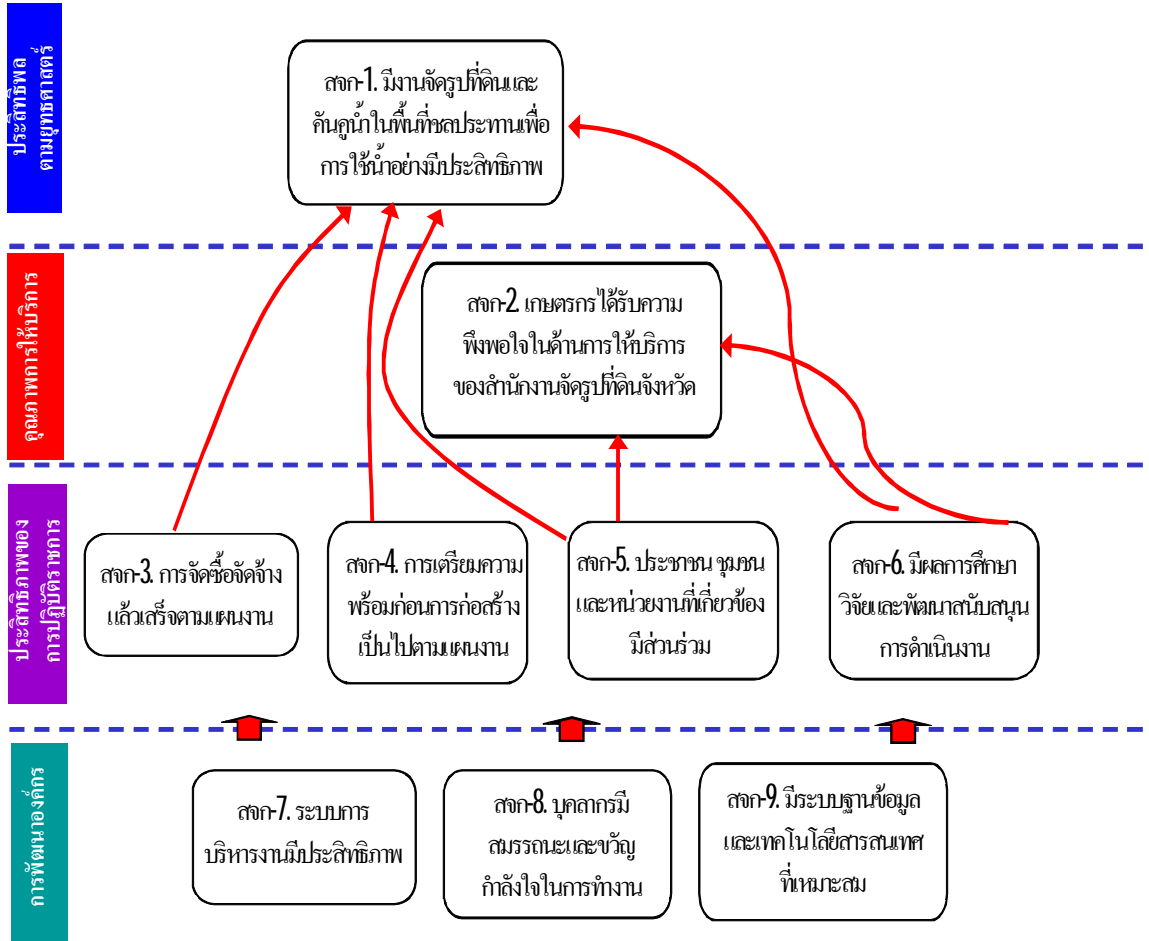 ประสิทธิผล
ตามยุทธศาสตร์
สจก-1. มีงานจัดรูปที่ดินและ
คันคูน้ำในพื้นที่ชลประทานเพื่อ
การใช้น้ำอย่างมีประสิทธิภาพ
คุณภาพการให้บริการ
สจก-2. เกษตรกรได้รับความ
พึงพอใจในด้านการให้บริการ
ของสำนักงานจัดรูปที่ดินจังหวัด
ประสิทธิภาพของ
การปฏิบัติราชการ
สจก-3. การจัดซื้อจัดจ้าง
แล้วเสร็จตามแผนงาน
สจก-4. การเตรียมความ
พร้อมก่อนการก่อสร้าง
เป็นไปตามแผนงาน
สจก-5. ประชาชน ชุมชน
และหน่วยงานที่เกี่ยวข้อง
มีส่วนร่วม
สจก-6. มีผลการศึกษา
วิจัยและพัฒนาสนับสนุน
การดำเนินงาน
การพัฒนาองค์กร
สจก-7. ระบบการ
บริหารงานมีประสิทธิภาพ
สจก-8. บุคลากรมี
สมรรถนะและขวัญ
กำลังใจในการทำงาน
สจก-9. มีระบบฐานข้อมูล
และเทคโนโลยีสารสนเทศ
ที่เหมาะสม